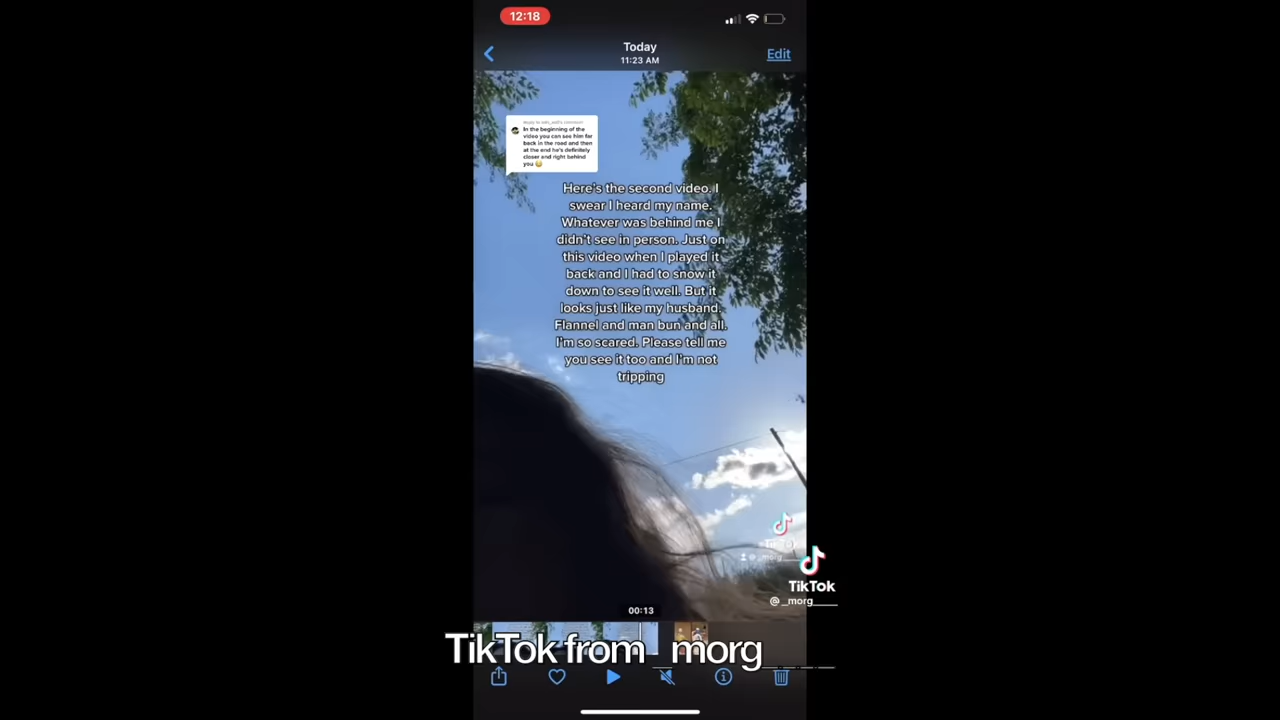 12:18
Today
11:23 AM
Edit
In the beginning of the
video you can see him far
back in the road and then
at the end he's definitely
closer and right behind
you 😂
Here's the second video. I
swear I heard my name.
Whatever was behind me I
didn't see in person. Just on
this video when I played it
back and I had to snow it
down to see it well. But it
looks just like my husband.
Flannel and man bun and all.
I'm so scared. Please tell me
you see it too and I'm not
tripping
TikTok
@_morg____
00:13
TikTok from _morg____